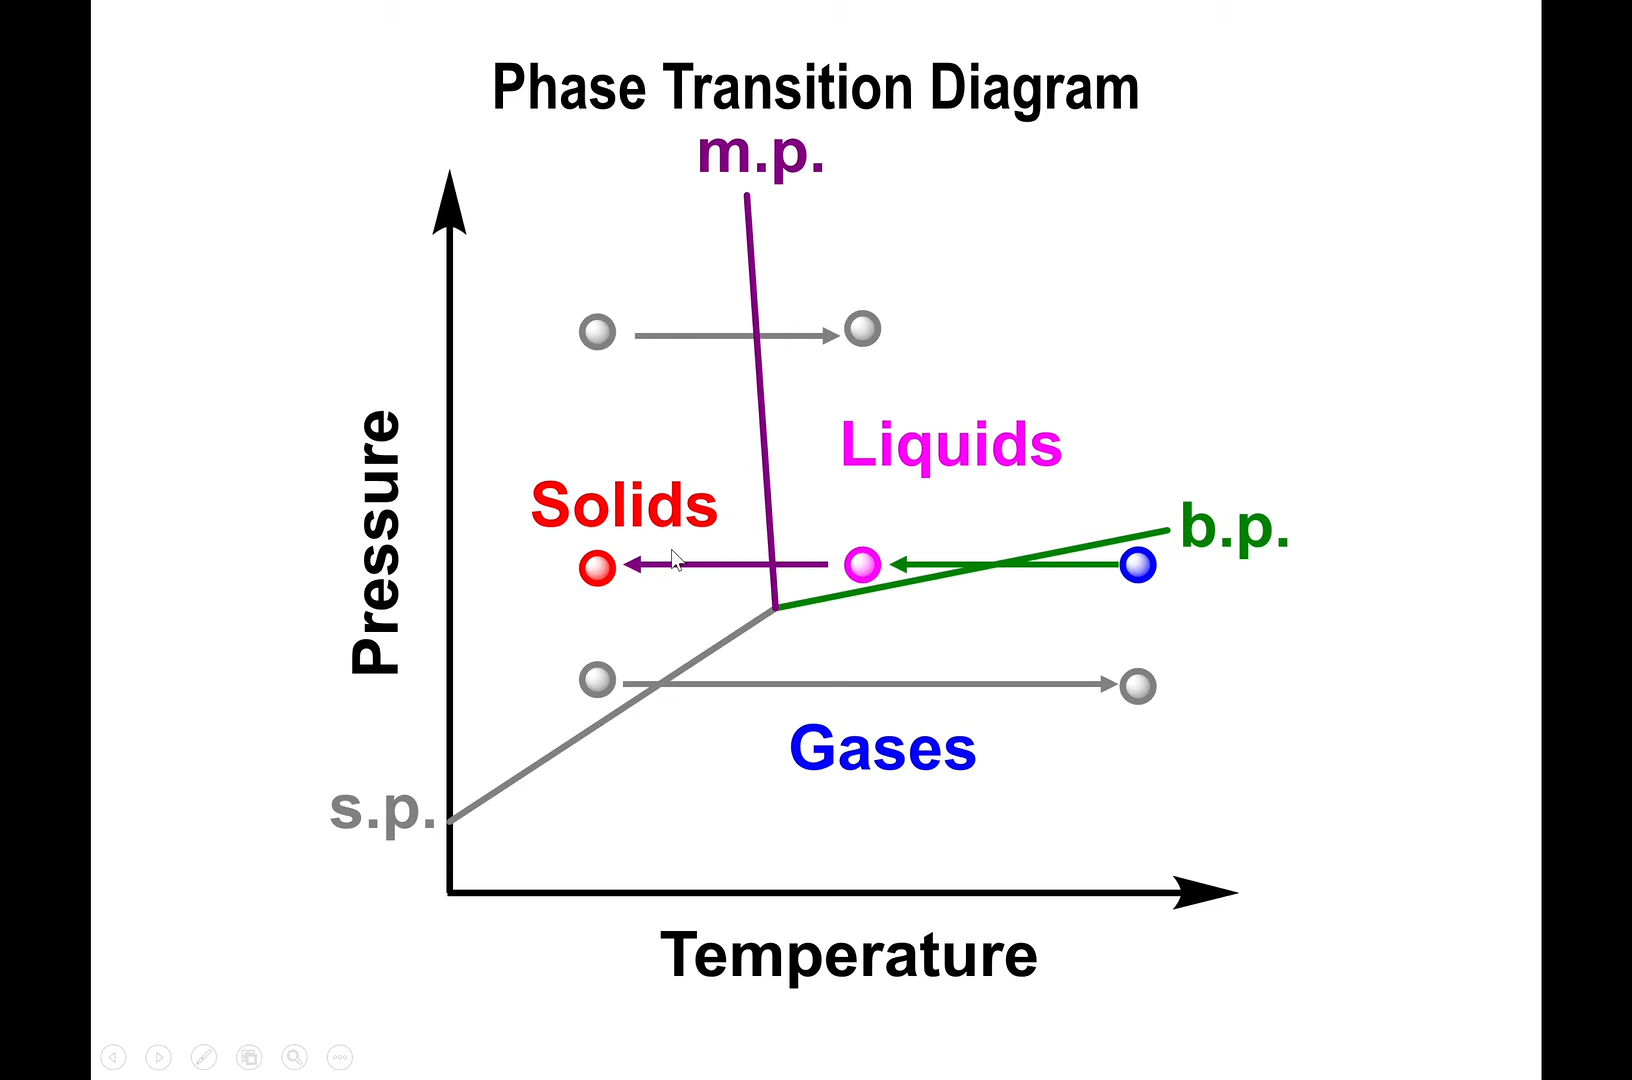 Phase Transition Diagram
m.p.
Liquids
Solids
b.p.
Pressure
Gases
s.p.
Temperature